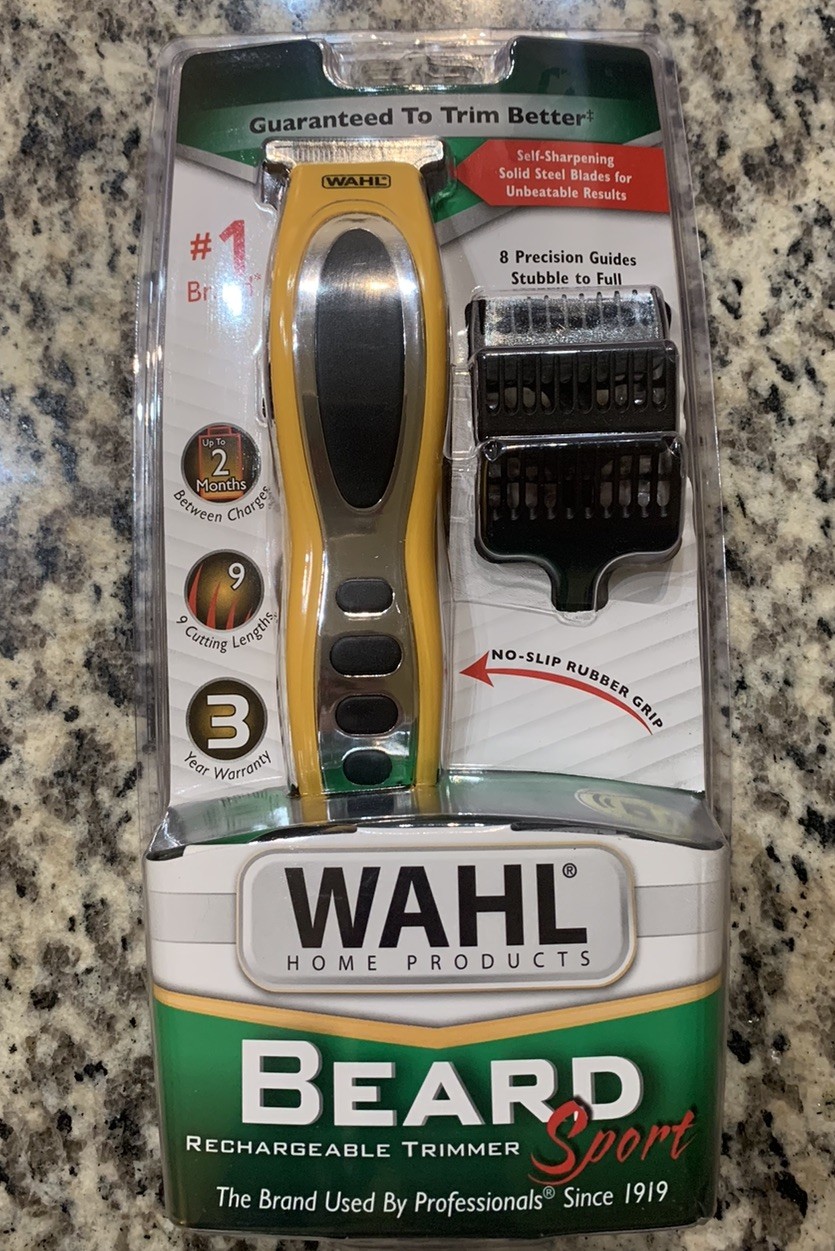 Guaranteed To Trim Better‡
WAHL
Self-Sharpening
Solid Steel Blades for
Unbeatable Results
#1
8 Precision Guides
Stubble to Full
Up To
2
Months
Between Charges
9
9 Cutting Lengths
3
Year Warranty
NO-SLIP RUBBER GRIP
WAHL®
HOME PRODUCTS
BEARD
RECHARGEABLE TRIMMER
Sport
The Brand Used By Professionals® Since 1919